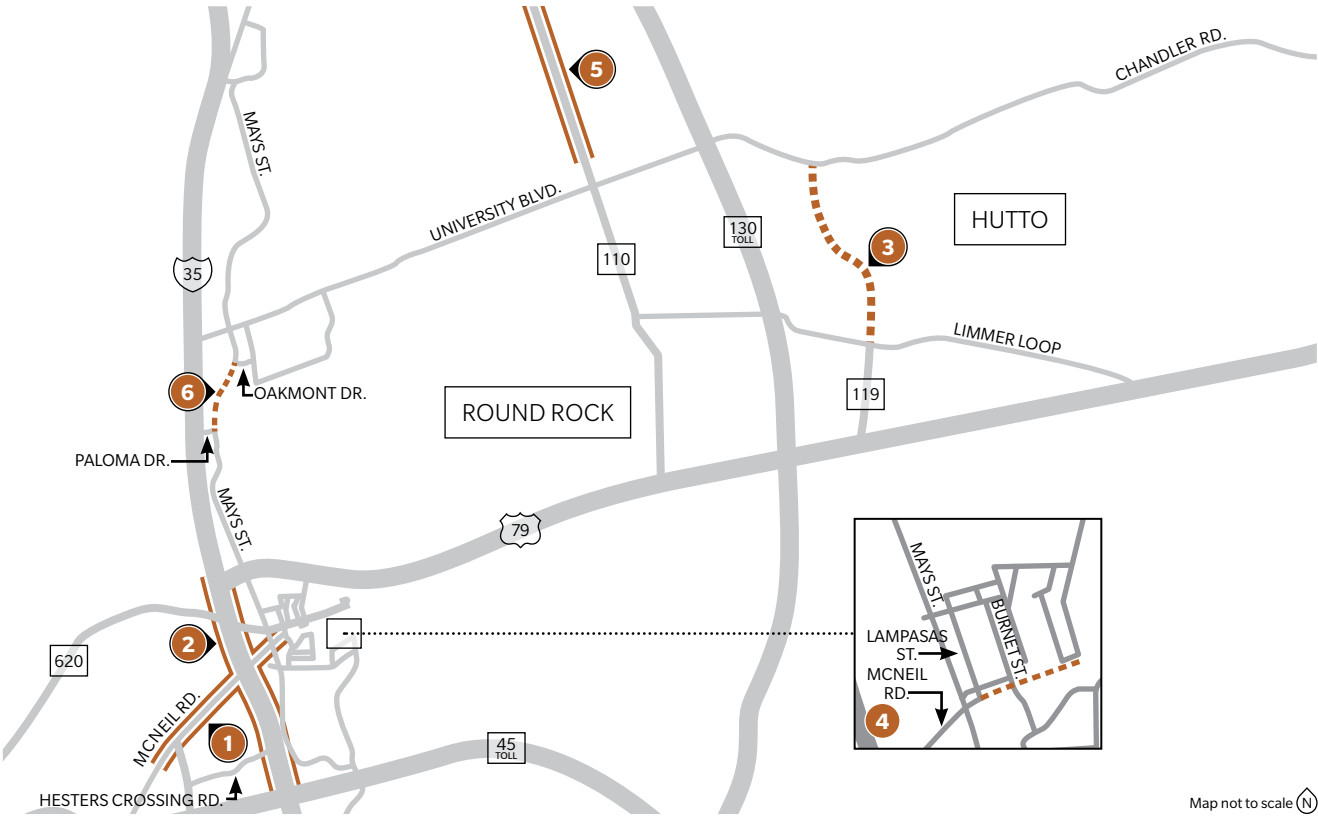 CHANDLER RD.
5
MAYS ST.
UNIVERSITY BLVD.
HUTTO
130
TOLL
3
110
35
LIMMER LOOP
6
OAKMONT DR.
119
ROUND ROCK
PALOMA DR.
MAYS ST.
79
MAYS ST.
BURNET ST.
LAMPASAS
ST.
MCNEIL
RD.
4
2
620
MCNEIL RD.
1
45
TOLL
HESTERS CROSSING RD.
Map not to scale N